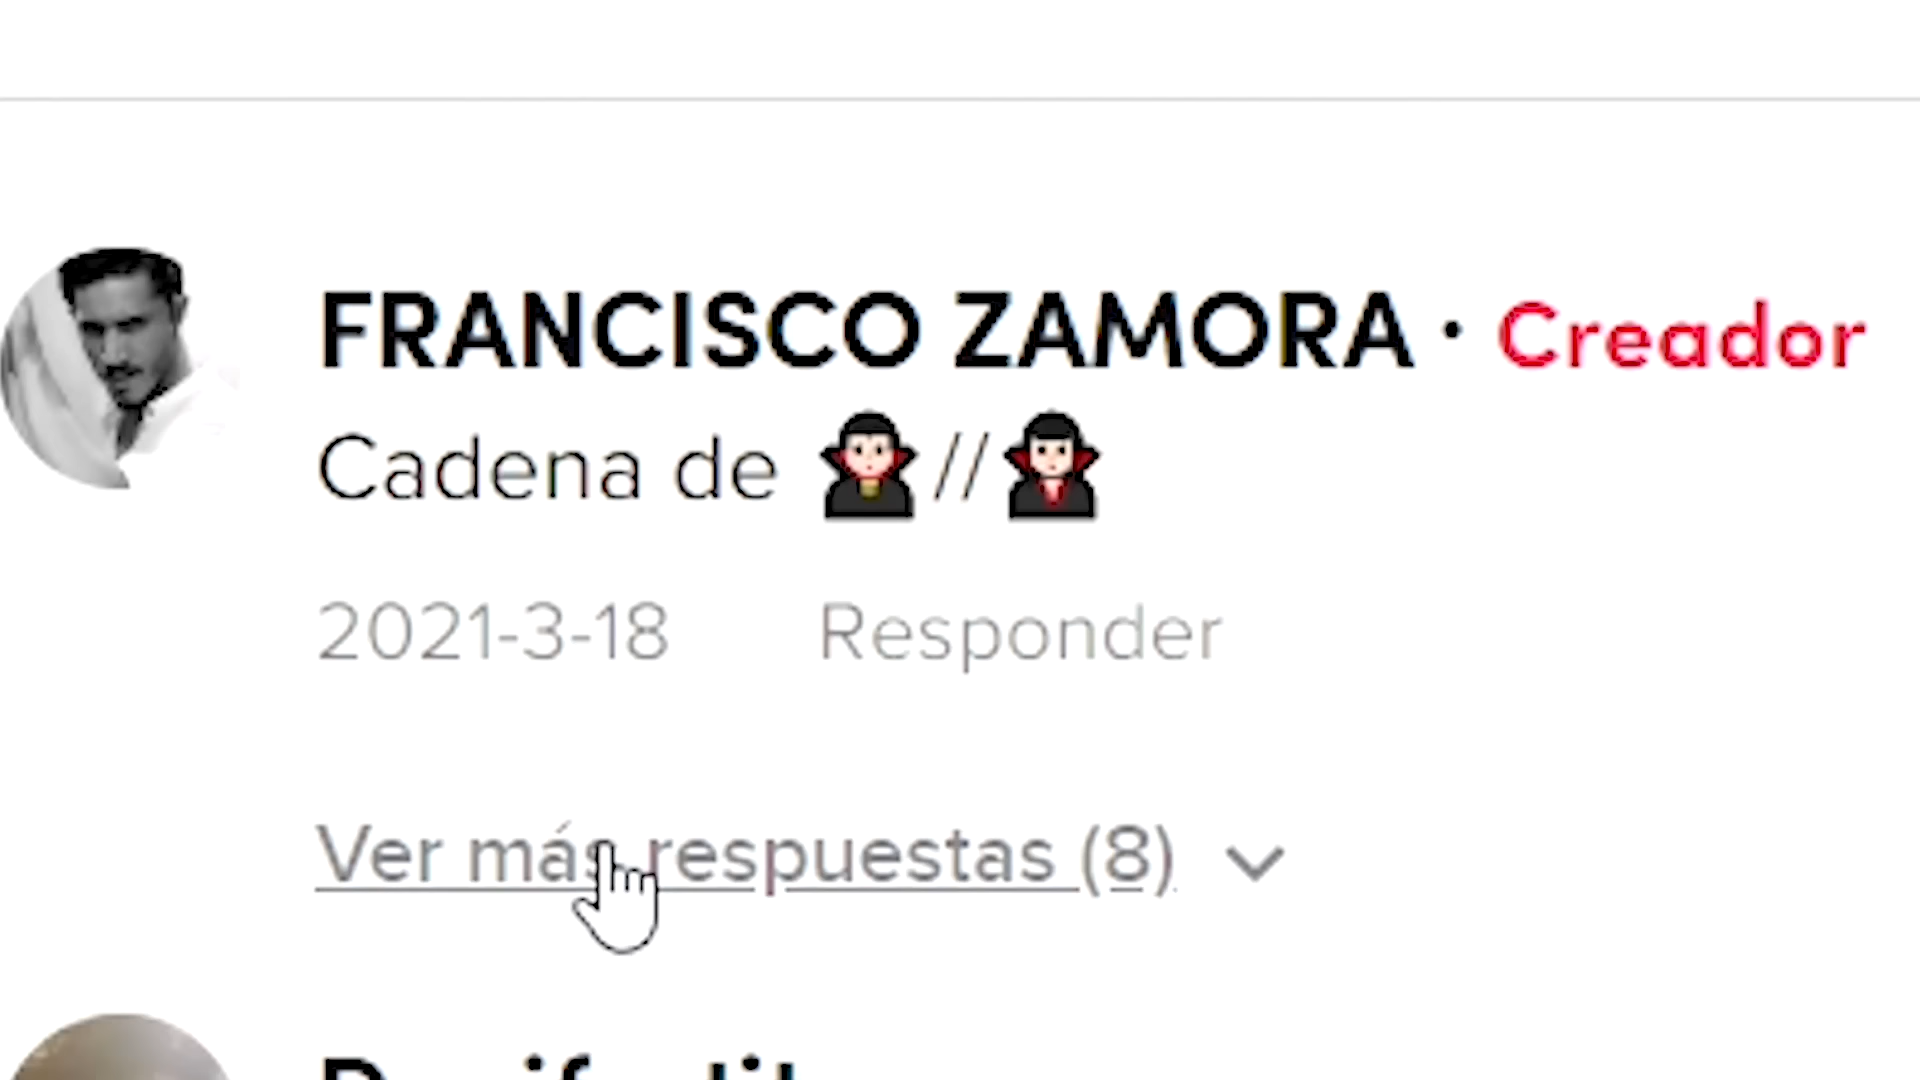 FRANCISCO ZAMORA · Creador
Cadena de 🧛‍♂️//🧛
2021-3-18 Responder
Ver más respuestas (8)